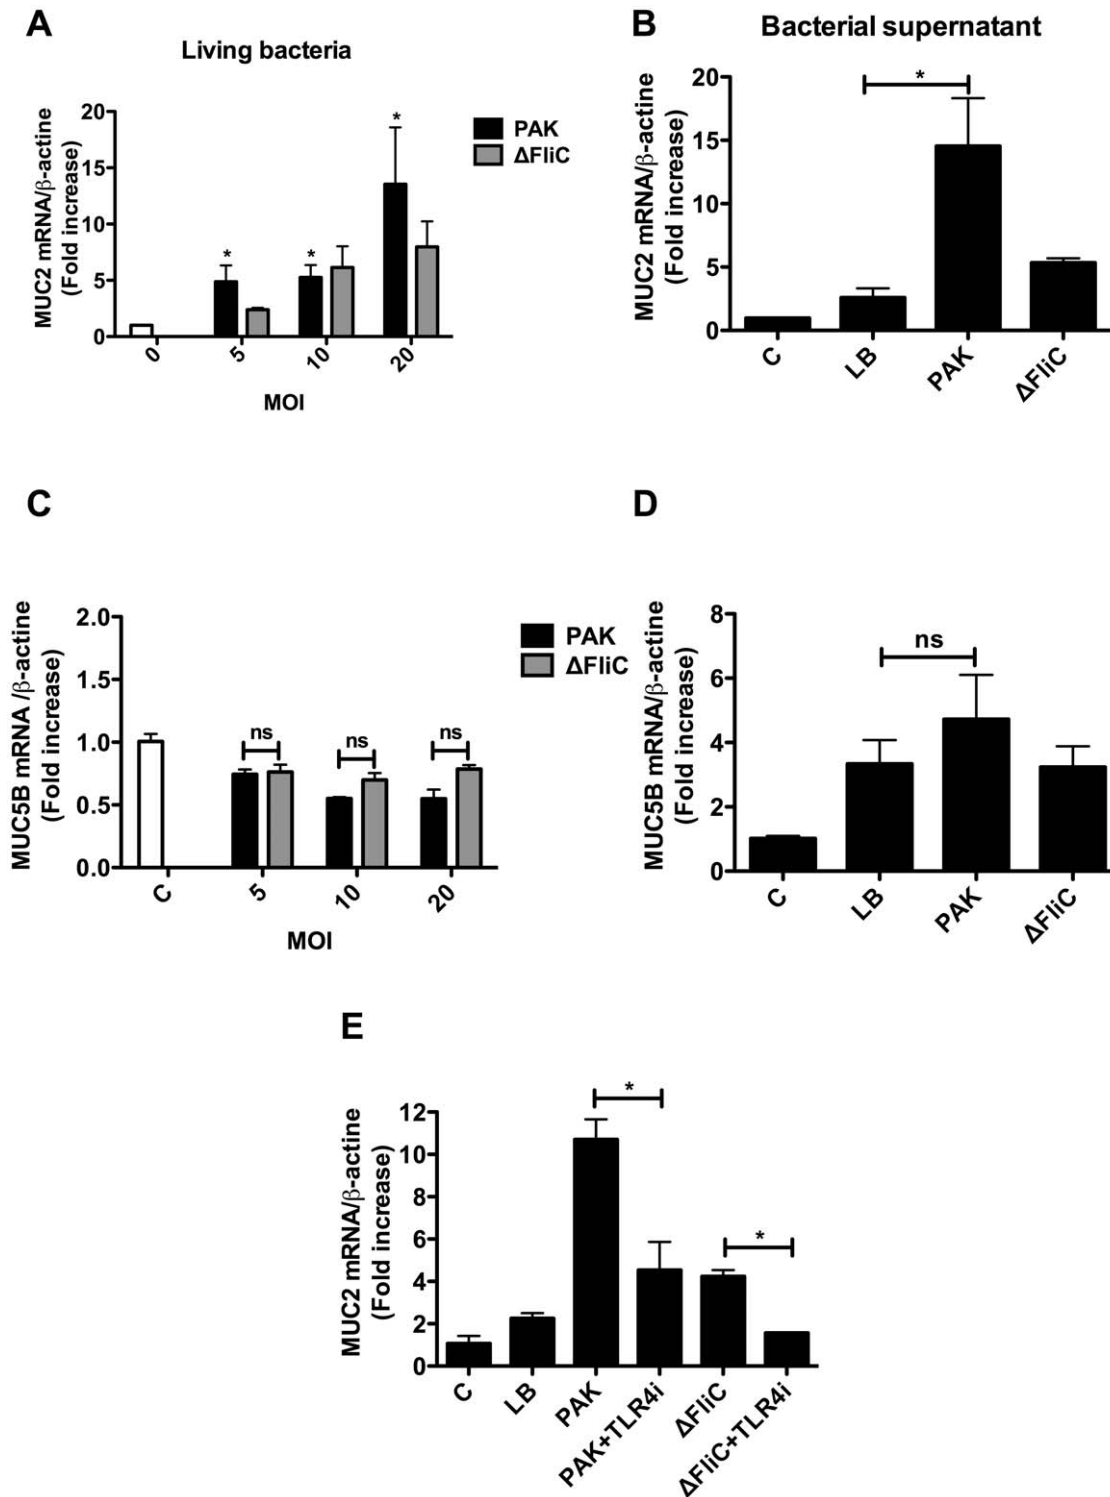 A
Living bacteria
MUC2 mRNA/β-actine
(Fold increase)
20
15
10
5
0
*
*
*
PAK
ΔFliC
0
5
10
20
MOI
B
Bacterial supernatant
MUC2 mRNA/β-actine
(Fold increase)
20
15
10
5
0
*
C
LB
PAK
ΔFliC
C
MUC5B mRNA /β-actine
(Fold increase)
2.0
1.5
1.0
0.5
0.0
ns
ns
ns
PAK
ΔFliC
C
5
10
20
MOI
D
MUC5B mRNA/β-actine
(Fold increase)
8
6
4
2
0
ns
C
LB
PAK
ΔFliC
E
MUC2 mRNA/β-actine
(Fold increase)
12
10
8
6
4
2
0
*
*
C
LB
PAK
PAK+TLR4i
ΔFliC
ΔFliC+TLR4i